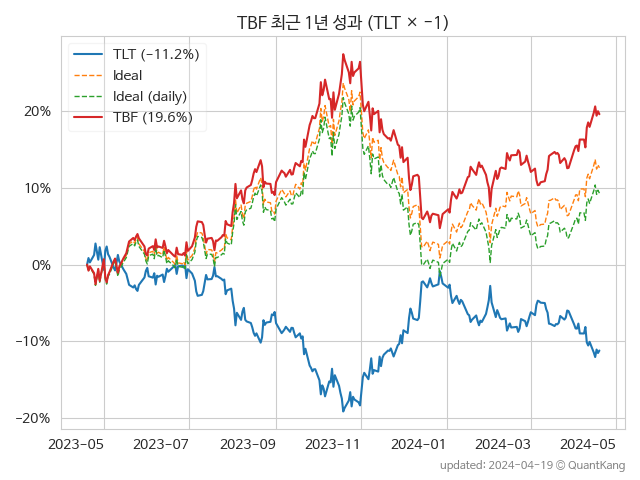 TBF 최근 1년 성과 (TLT × −1)
TLT (−11.2%)
Ideal
Ideal (daily)
TBF (19.6%)
20%
10%
0%
−10%
−20%
2023-05 2023-07 2023-09 2023-11 2024-01 2024-03 2024-05
updated: 2024-04-19 © QuantKang